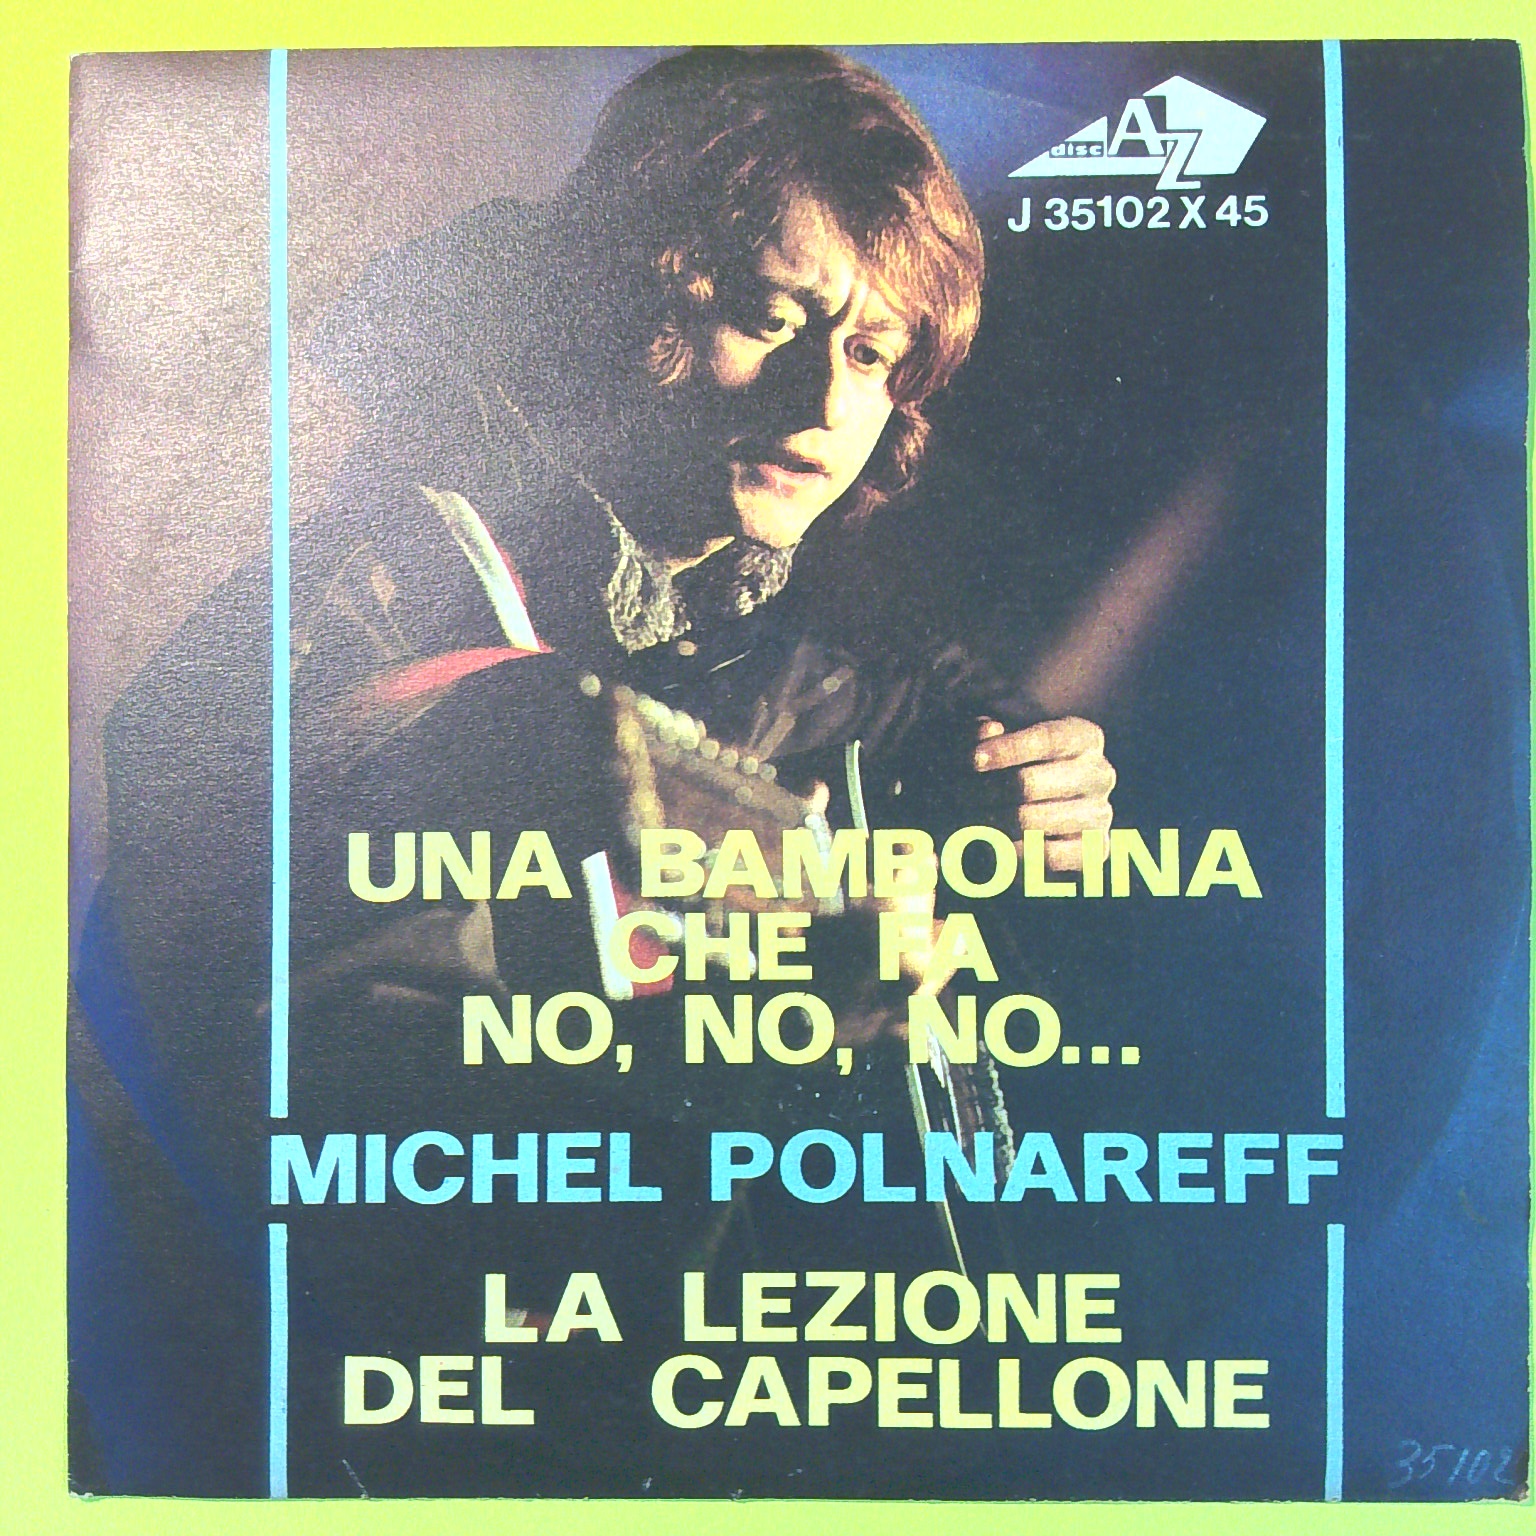 disc AZ
J 35102 X 45
UNA BAMBOLINA
CHE FA
NO, NO, NO...
MICHEL POLNAREFF
LA LEZIONE
DEL CAPELLONE
35102